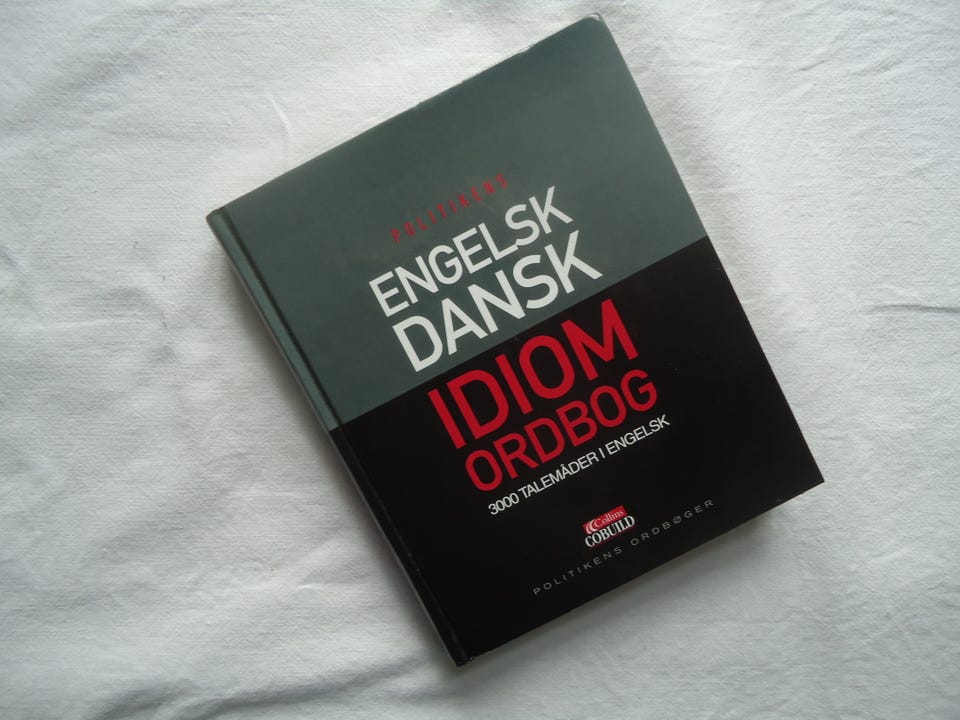 POLITIKENS
ENGELSK
DANSK
IDIOM
ORDBOG
3000 TALEMÅDER I ENGELSK
Collins
COBUILD
POLITIKENS ORDBØGER